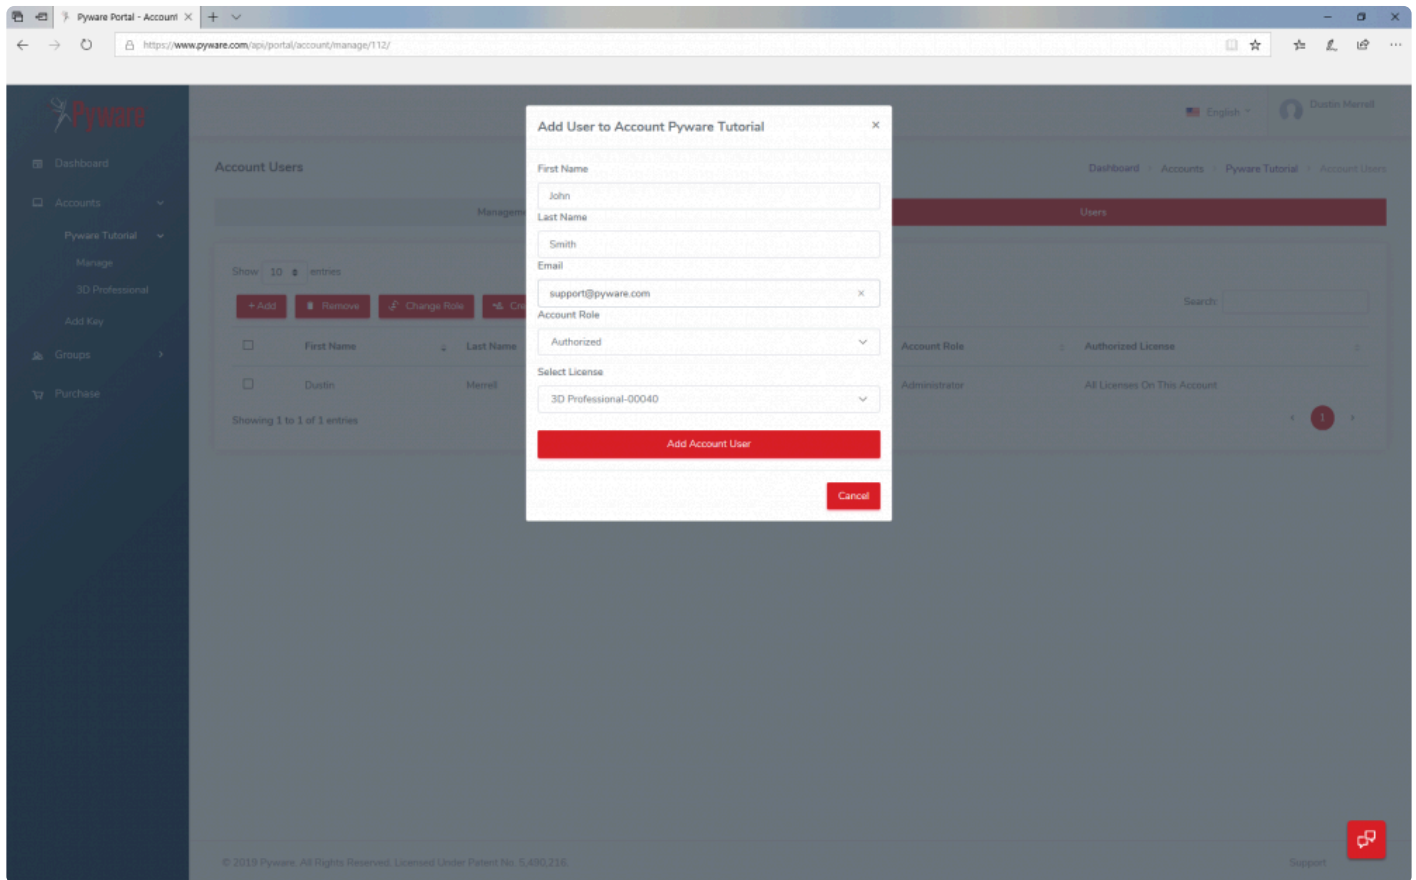 Pyware Portal - Account
https://www.pyware.com/api/portal/account/manage/112/
Pyware
English
Dustin Merrell
Dashboard
Accounts
Pyware Tutorial
Manage
3D Professional
Add Key
Groups
Purchase
Account Users
Dashboard
Accounts
Pyware Tutorial
Account Users
Users
Show 10 entries
+ Add
Remove
Change Role
Search:
First Name
Last Name
Account Role
Authorized License
Dustin
Merrell
Administrator
All Licenses On This Account
Showing 1 to 1 of 1 entries
1
Add User to Account Pyware Tutorial
First Name
John
Last Name
Smith
Email
support@pyware.com
Account Role
Authorized
Select License
3D Professional-00040
Add Account User
Cancel
© 2019 Pyware. All Rights Reserved. Licensed Under Patent No. 5,490,216
Support